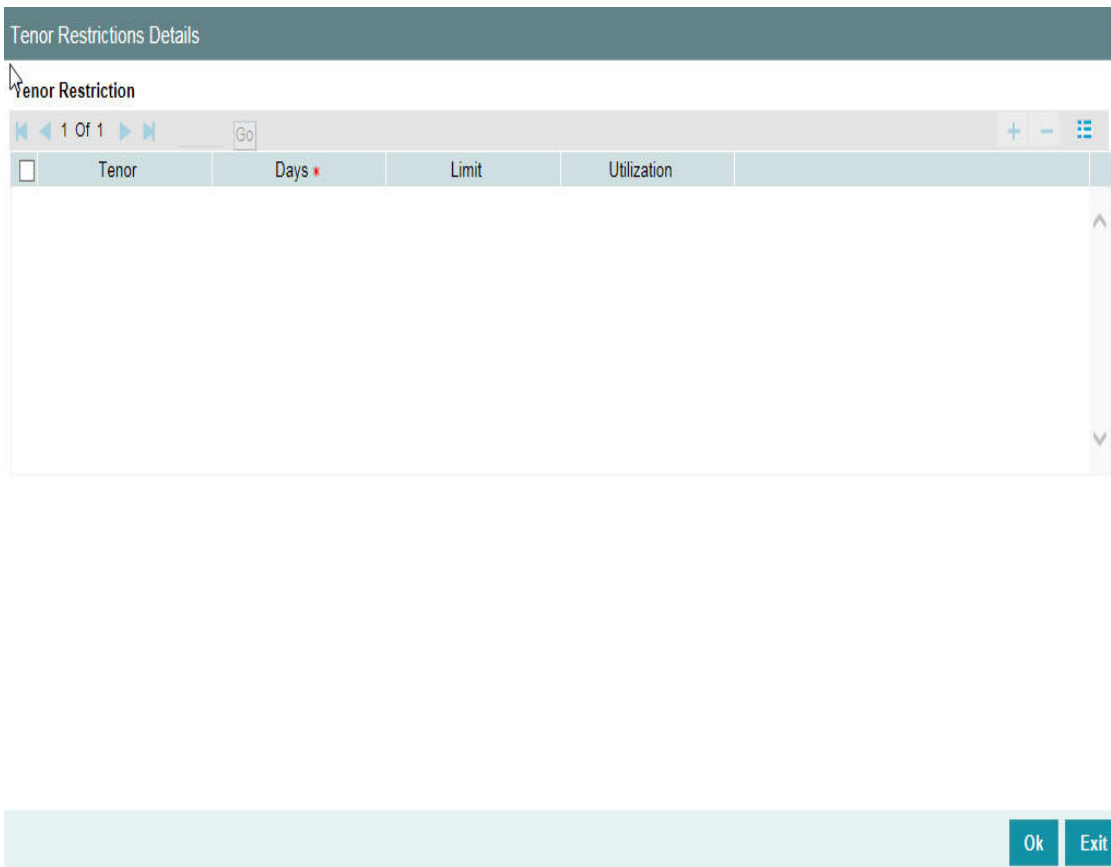 Tenor Restrictions Details
Tenor Restriction
1 Of 1 Go + −
Tenor Days * Limit Utilization
Ok Exit